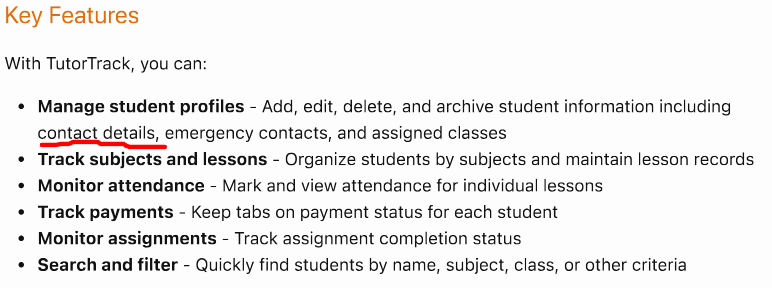 Key Features
With TutorTrack, you can:
• Manage student profiles - Add, edit, delete, and archive student information including
contact details, emergency contacts, and assigned classes
• Track subjects and lessons - Organize students by subjects and maintain lesson records
• Monitor attendance - Mark and view attendance for individual lessons
• Track payments - Keep tabs on payment status for each student
• Monitor assignments - Track assignment completion status
• Search and filter - Quickly find students by name, subject, class, or other criteria